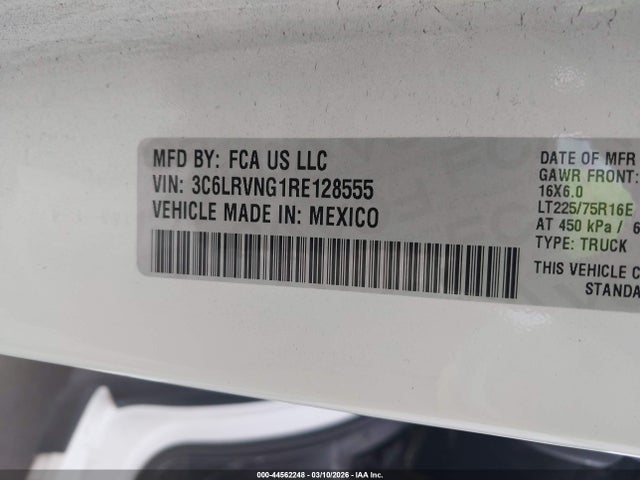 MFD BY: FCA US LLC
VIN: 3C6LRVNG1RE128555
VEHICLE MADE IN: MEXICO
DATE OF MFR
GAWR FRONT:
16X6.0
LT225/75R16E
AT 450 kPa / 6
TYPE: TRUCK
THIS VEHICLE C
STANDA
000-44562248 - 03/10/2026 - IAA Inc.